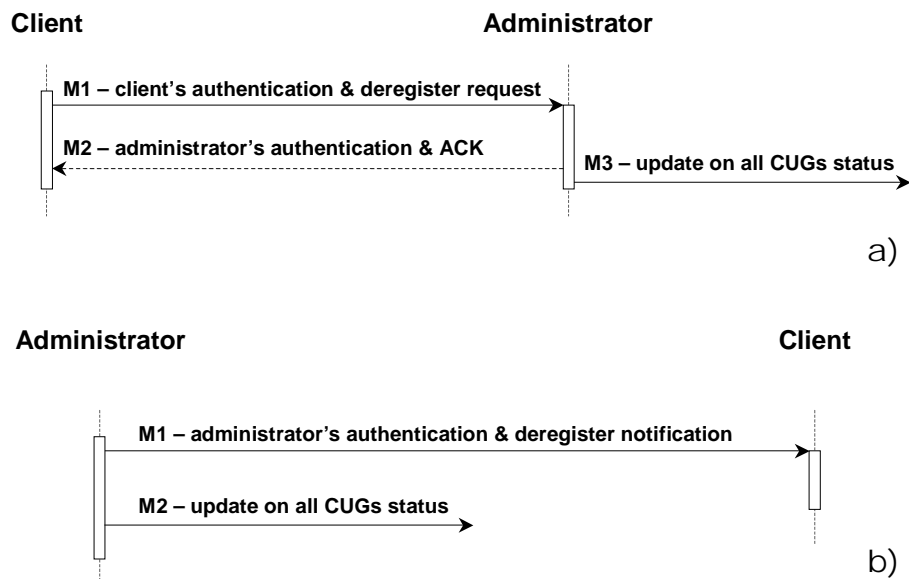 Client Administrator
M1 – client's authentication & deregister request
M2 – administrator's authentication & ACK
M3 – update on all CUGs status
a)
Administrator Client
M1 – administrator's authentication & deregister notification
M2 – update on all CUGs status
b)